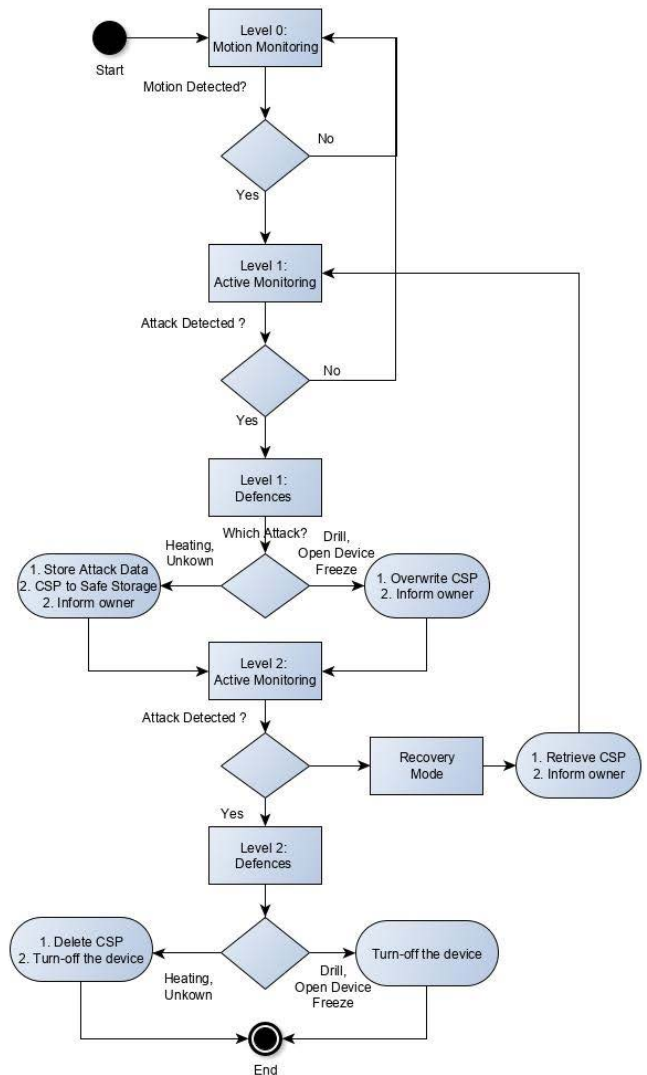 Level 0:
Motion Monitoring
Start
Motion Detected?
No
Yes
Level 1:
Active Monitoring
Attack Detected ?
No
Yes
Level 1:
Defences
Which Attack?
Heating,
Unkown
Drill,
Open Device
Freeze
1. Store Attack Data
2. CSP to Safe Storage
2. Inform owner
1. Overwrite CSP
2. Inform owner
Level 2:
Active Monitoring
Attack Detected ?
Recovery
Mode
1. Retrieve CSP
2. Inform owner
Yes
Level 2:
Defences
1. Delete CSP
2. Turn-off the device
Heating,
Unkown
Drill,
Open Device
Freeze
Turn-off the device
End